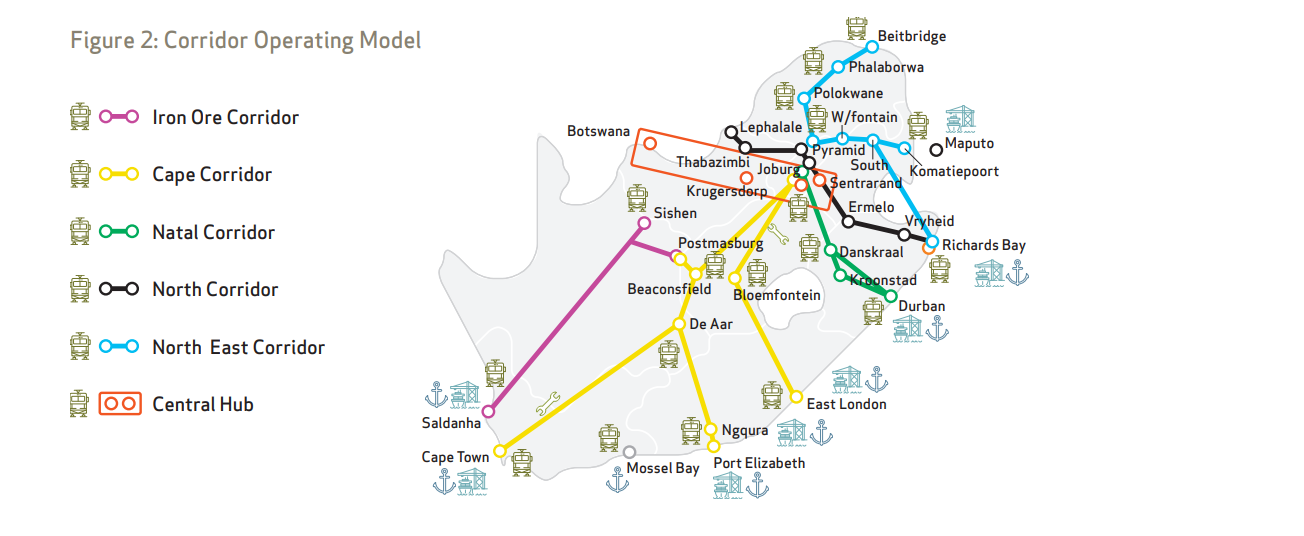 Figure 2: Corridor Operating Model
Iron Ore Corridor
Cape Corridor
Natal Corridor
North Corridor
North East Corridor
Central Hub
Beitbridge
Phalaborwa
Polokwane
W/fontain
Botswana
Lephalale
Maputo
Pyramid
Thabazimbi
South
Joburg
Komatiepoort
Krugersdorp
Sentrarand
Ermelo
Sishen
Vryheid
Postmasburg
Richards Bay
Danskraal
Kroonstad
Beaconsfield
Bloemfontein
Durban
De Aar
East London
Saldanha
Ngqura
Cape Town
Port Elizabeth
Mossel Bay